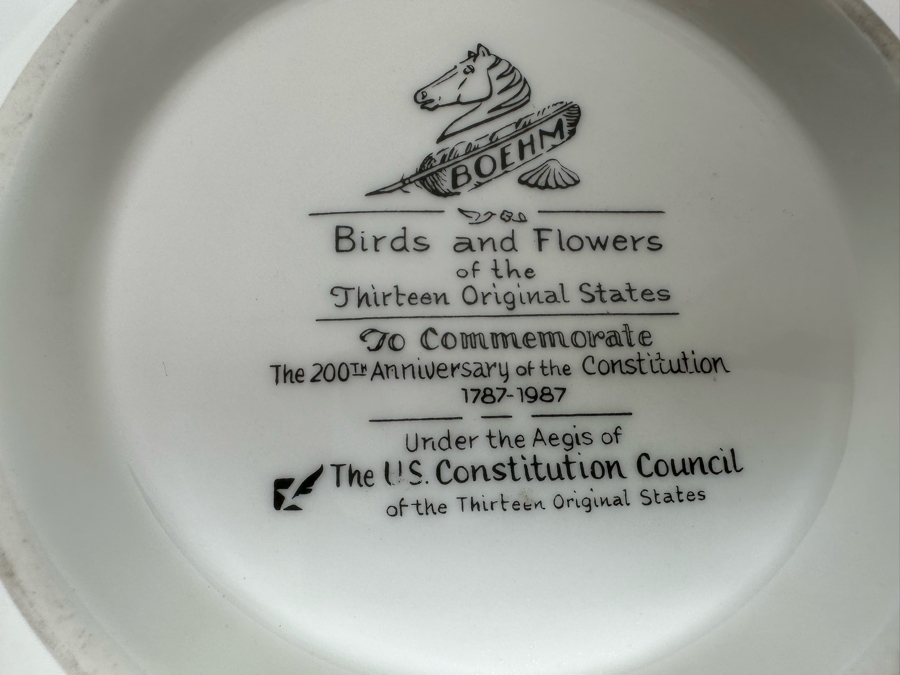 BOEHM
Birds and Flowers
of the
Thirteen Original States
To Commemorate
The 200TH Anniversary of the Constitution
1787-1987
Under the Aegis of
The U.S. Constitution Council
of the Thirteen Original States